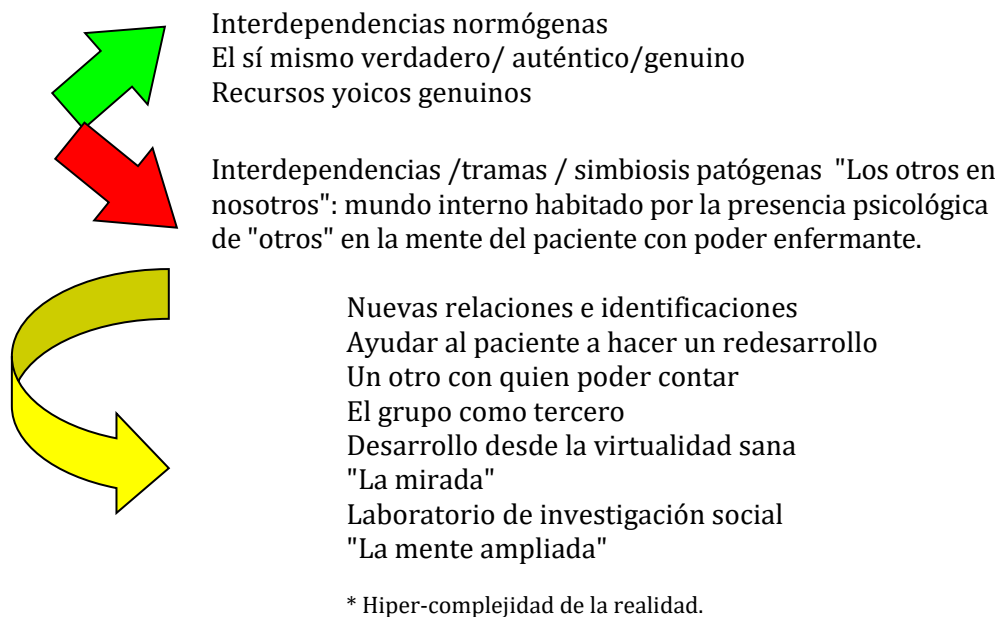 Interdependencias normógenas
El sí mismo verdadero/ auténtico/genuino
Recursos yoicos genuinos
Interdependencias /tramas / simbiosis patógenas "Los otros en
nosotros": mundo interno habitado por la presencia psicológica
de "otros" en la mente del paciente con poder enfermante.
Nuevas relaciones e identificaciones
Ayudar al paciente a hacer un redesarrollo
Un otro con quien poder contar
El grupo como tercero
Desarrollo desde la virtualidad sana
"La mirada"
Laboratorio de investigación social
"La mente ampliada"
* Hiper-complejidad de la realidad.